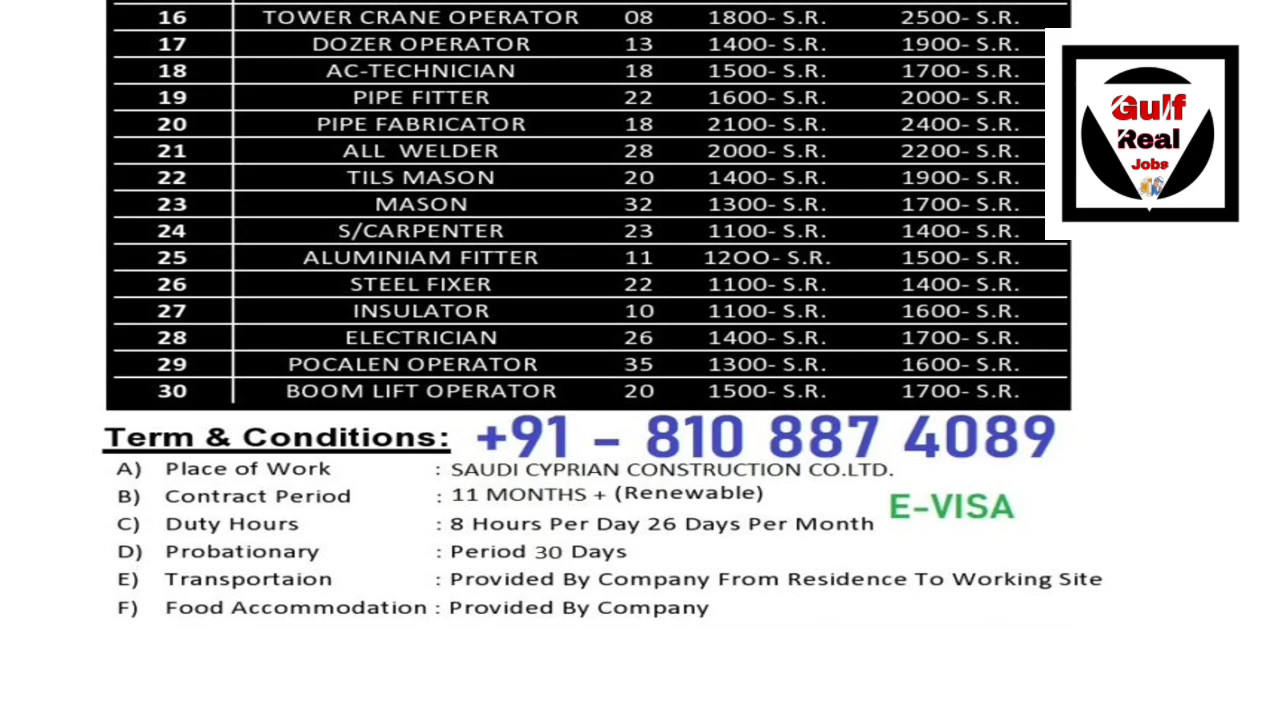 16 TOWER CRANE OPERATOR 08 1800- S.R. 2500- S.R.
17 DOZER OPERATOR 13 1400- S.R. 1900- S.R.
18 AC-TECHNICIAN 18 1500- S.R. 1700- S.R.
19 PIPE FITTER 22 1600- S.R. 2000- S.R.
20 PIPE FABRICATOR 18 2100- S.R. 2400- S.R.
21 ALL WELDER 28 2000- S.R. 2200- S.R.
22 TILS MASON 20 1400- S.R. 1900- S.R.
23 MASON 32 1300- S.R. 1700- S.R.
24 S/CARPENTER 23 1100- S.R. 1400- S.R.
25 ALUMINIAM FITTER 11 12OO- S.R. 1500- S.R.
26 STEEL FIXER 22 1100- S.R. 1400- S.R.
27 INSULATOR 10 1100- S.R. 1600- S.R.
28 ELECTRICIAN 26 1400- S.R. 1700- S.R.
29 POCALEN OPERATOR 35 1300- S.R. 1600- S.R.
30 BOOM LIFT OPERATOR 20 1500- S.R. 1700- S.R.
Gulf
Real
Jobs
Term & Conditions: +91 - 810 887 4089
A) Place of Work : SAUDI CYPRIAN CONSTRUCTION CO.LTD.
B) Contract Period : 11 MONTHS + (Renewable)
E-VISA
C) Duty Hours : 8 Hours Per Day 26 Days Per Month
D) Probationary : Period 30 Days
E) Transportaion : Provided By Company From Residence To Working Site
F) Food Accommodation : Provided By Company